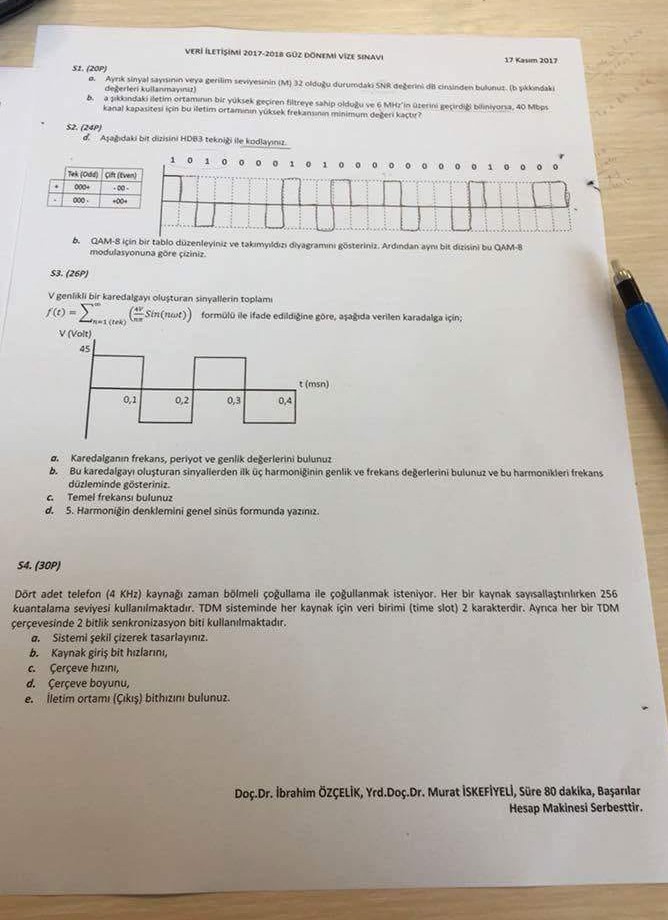 VERİ İLETİŞİMİ 2017-2018 GÜZ DÖNEMİ VİZE SINAVI
17 Kasım 2017
S1. (20P)
a. Ayrık sinyal sayısının veya gerilim seviyesinin (M) 32 olduğu durumdaki SNR değerini dB cinsinden bulunuz. (b şıkkındaki
değerleri kullanmayınız)
b. a şıkkındaki iletim ortamının bir yüksek geçiren filtreye sahip olduğu ve 6 MHz'in üzerini geçirdiği biliniyorsa, 40 Mbps
kanal kapasitesi için bu iletim ortamının yüksek frekansının minimum değeri kaçtır?
S2. (24P)
a. Aşağıdaki bit dizisini HDB3 tekniği ile kodlayınız.
1 0 1 0 0 0 0 1 0 1 0 0 0 0 0 0 0 0 0 1 0 0 0 0
Tek (Odd) Çift (Even)
+ 000+ -00-
- 000- +00+
b. QAM-8 için bir tablo düzenleyiniz ve takımyıldızı diyagramını gösteriniz. Ardından aynı bit dizisini bu QAM-8
modulasyonuna göre çiziniz.
S3. (26P)
V genlikli bir karedalgayı oluşturan sinyallerin toplamı
f(t) = ∑ n=1 (tek) ∞ (4V/nπ Sin(nωt)) formülü ile ifade edildiğine göre, aşağıda verilen karadalga için;
V (Volt)
45
t (msn)
0,1 0,2 0,3 0,4
a. Karedalganın frekans, periyot ve genlik değerlerini bulunuz
b. Bu karedalgayı oluşturan sinyallerden ilk üç harmoniğinin genlik ve frekans değerlerini bulunuz ve bu harmonikleri frekans
düzleminde gösteriniz.
c. Temel frekansı bulunuz
d. 5. Harmoniğin denklemini genel sinüs formunda yazınız.
S4. (30P)
Dört adet telefon (4 KHz) kaynağı zaman bölmeli çoğullama ile çoğullanmak isteniyor. Her bir kaynak sayısallaştırılırken 256
kuantalama seviyesi kullanılmaktadır. TDM sisteminde her kaynak için veri birimi (time slot) 2 karakterdir. Ayrıca her bir TDM
çerçevesinde 2 bitlik senkronizasyon biti kullanılmaktadır.
a. Sistemi şekil çizerek tasarlayınız.
b. Kaynak giriş bit hızlarını,
c. Çerçeve hızını,
d. Çerçeve boyunu,
e. İletim ortamı (Çıkış) bithızını bulunuz.
Doç.Dr. İbrahim ÖZÇELİK, Yrd.Doç.Dr. Murat İSKEFİYELİ, Süre 80 dakika, Başarılar
Hesap Makinesi Serbesttir.